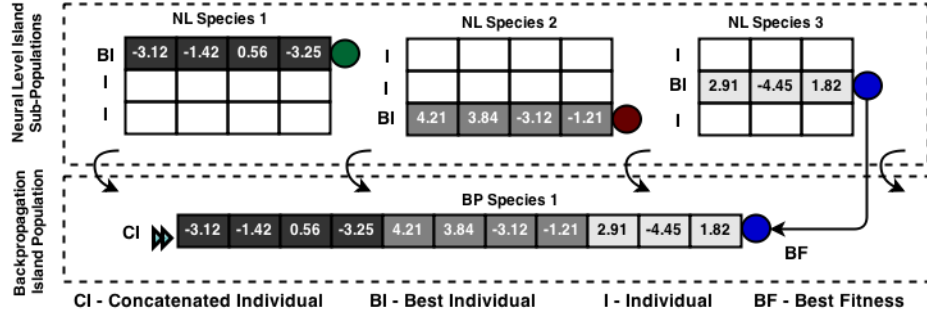 Neural Level Island
Sub-Populations
NL Species 1
BI -3.12 -1.42 0.56 -3.25
I
I
NL Species 2
I
I
BI 4.21 3.84 -3.12 -1.21
NL Species 3
I
BI 2.91 -4.45 1.82
I
Backpropagation
Island Population
BP Species 1
CI -3.12 -1.42 0.56 -3.25 4.21 3.84 -3.12 -1.21 2.91 -4.45 1.82
BF
CI - Concatenated Individual BI - Best Individual I - Individual BF - Best Fitness